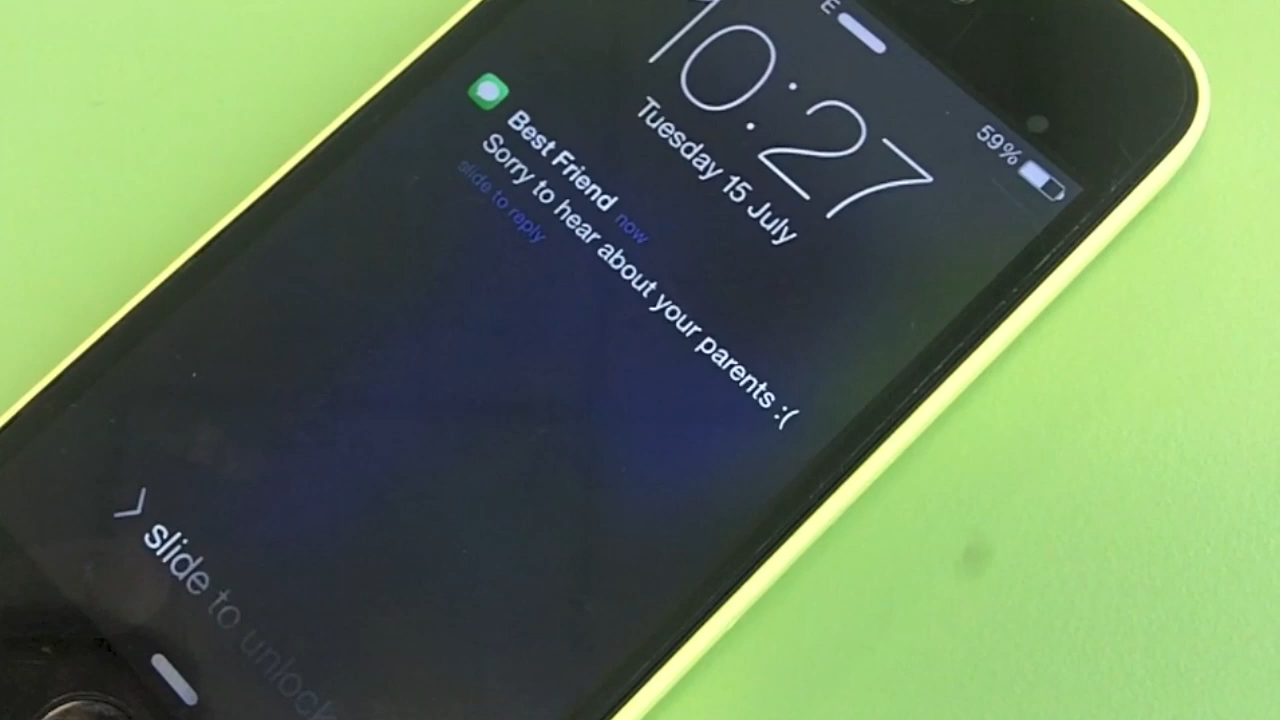 E
59%
10:27
Tuesday 15 July
Best Friend now
Sorry to hear about your parents :(
slide to reply
> slide to unlock